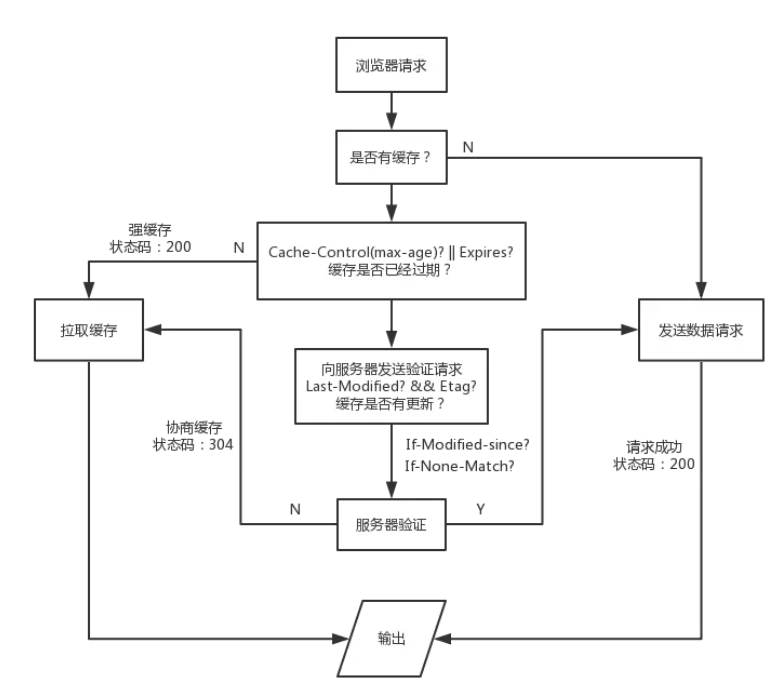 浏览器请求
是否有缓存？
N
强缓存
状态码：200
N
Cache-Control(max-age)? || Expires?
缓存是否已经过期？
拉取缓存
发送数据请求
向服务器发送验证请求
Last-Modified? && Etag?
缓存是否有更新？
协商缓存
状态码：304
If-Modified-since?
If-None-Match?
请求成功
状态码：200
N
服务器验证
Y
输出